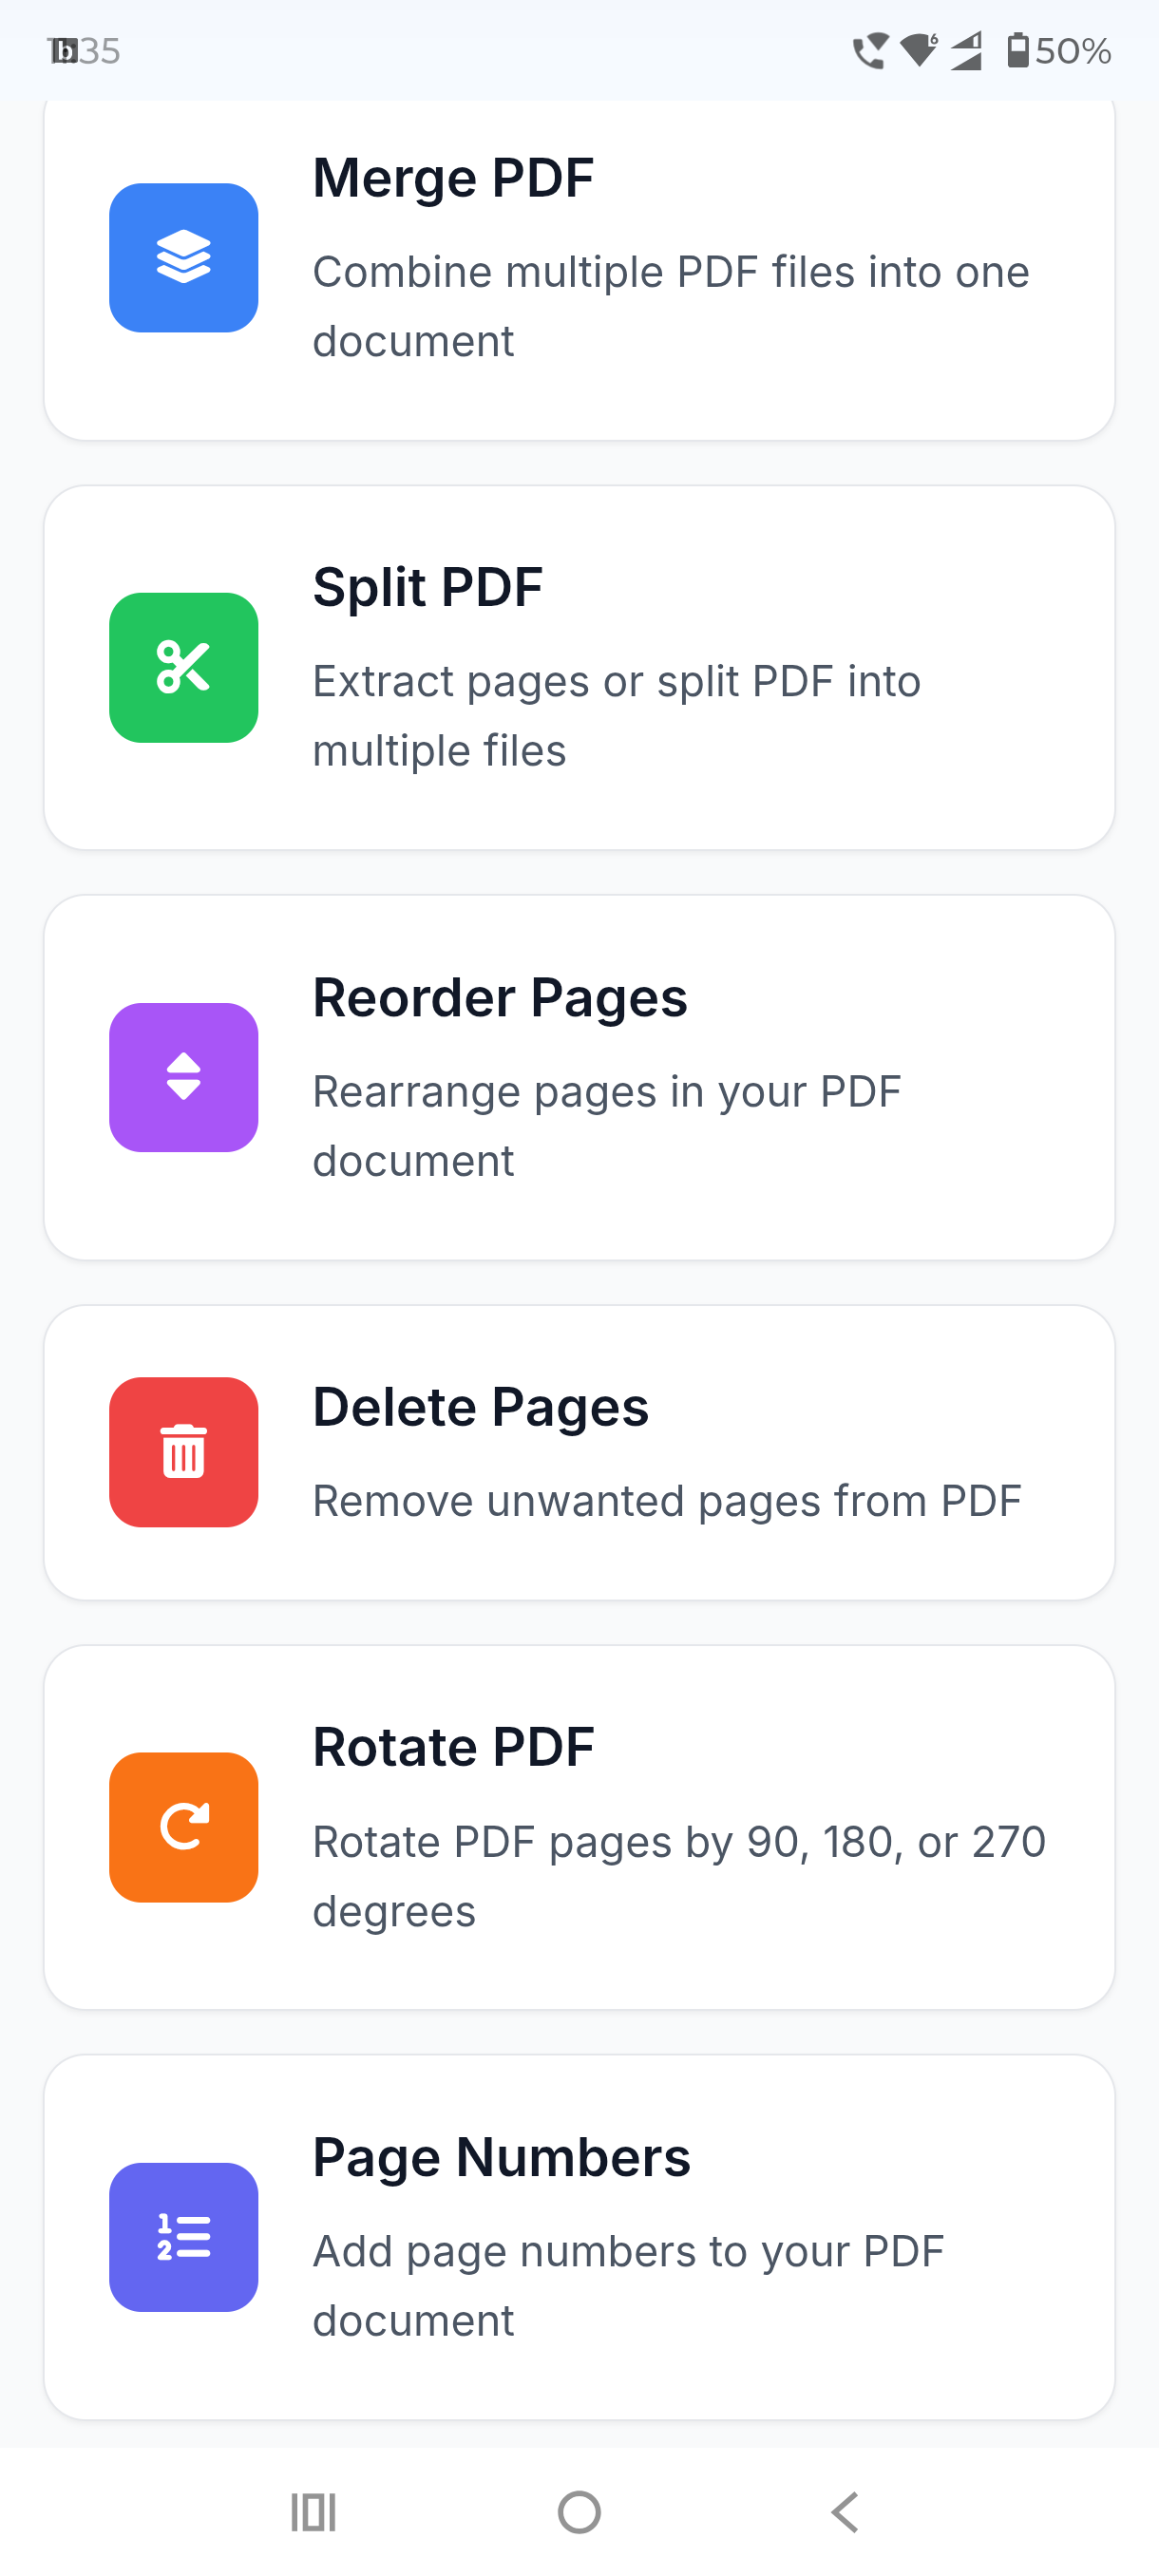 35
50%
Merge PDF
Combine multiple PDF files into one
document
Split PDF
Extract pages or split PDF into
multiple files
Reorder Pages
Rearrange pages in your PDF
document
Delete Pages
Remove unwanted pages from PDF
Rotate PDF
Rotate PDF pages by 90, 180, or 270
degrees
Page Numbers
Add page numbers to your PDF
document